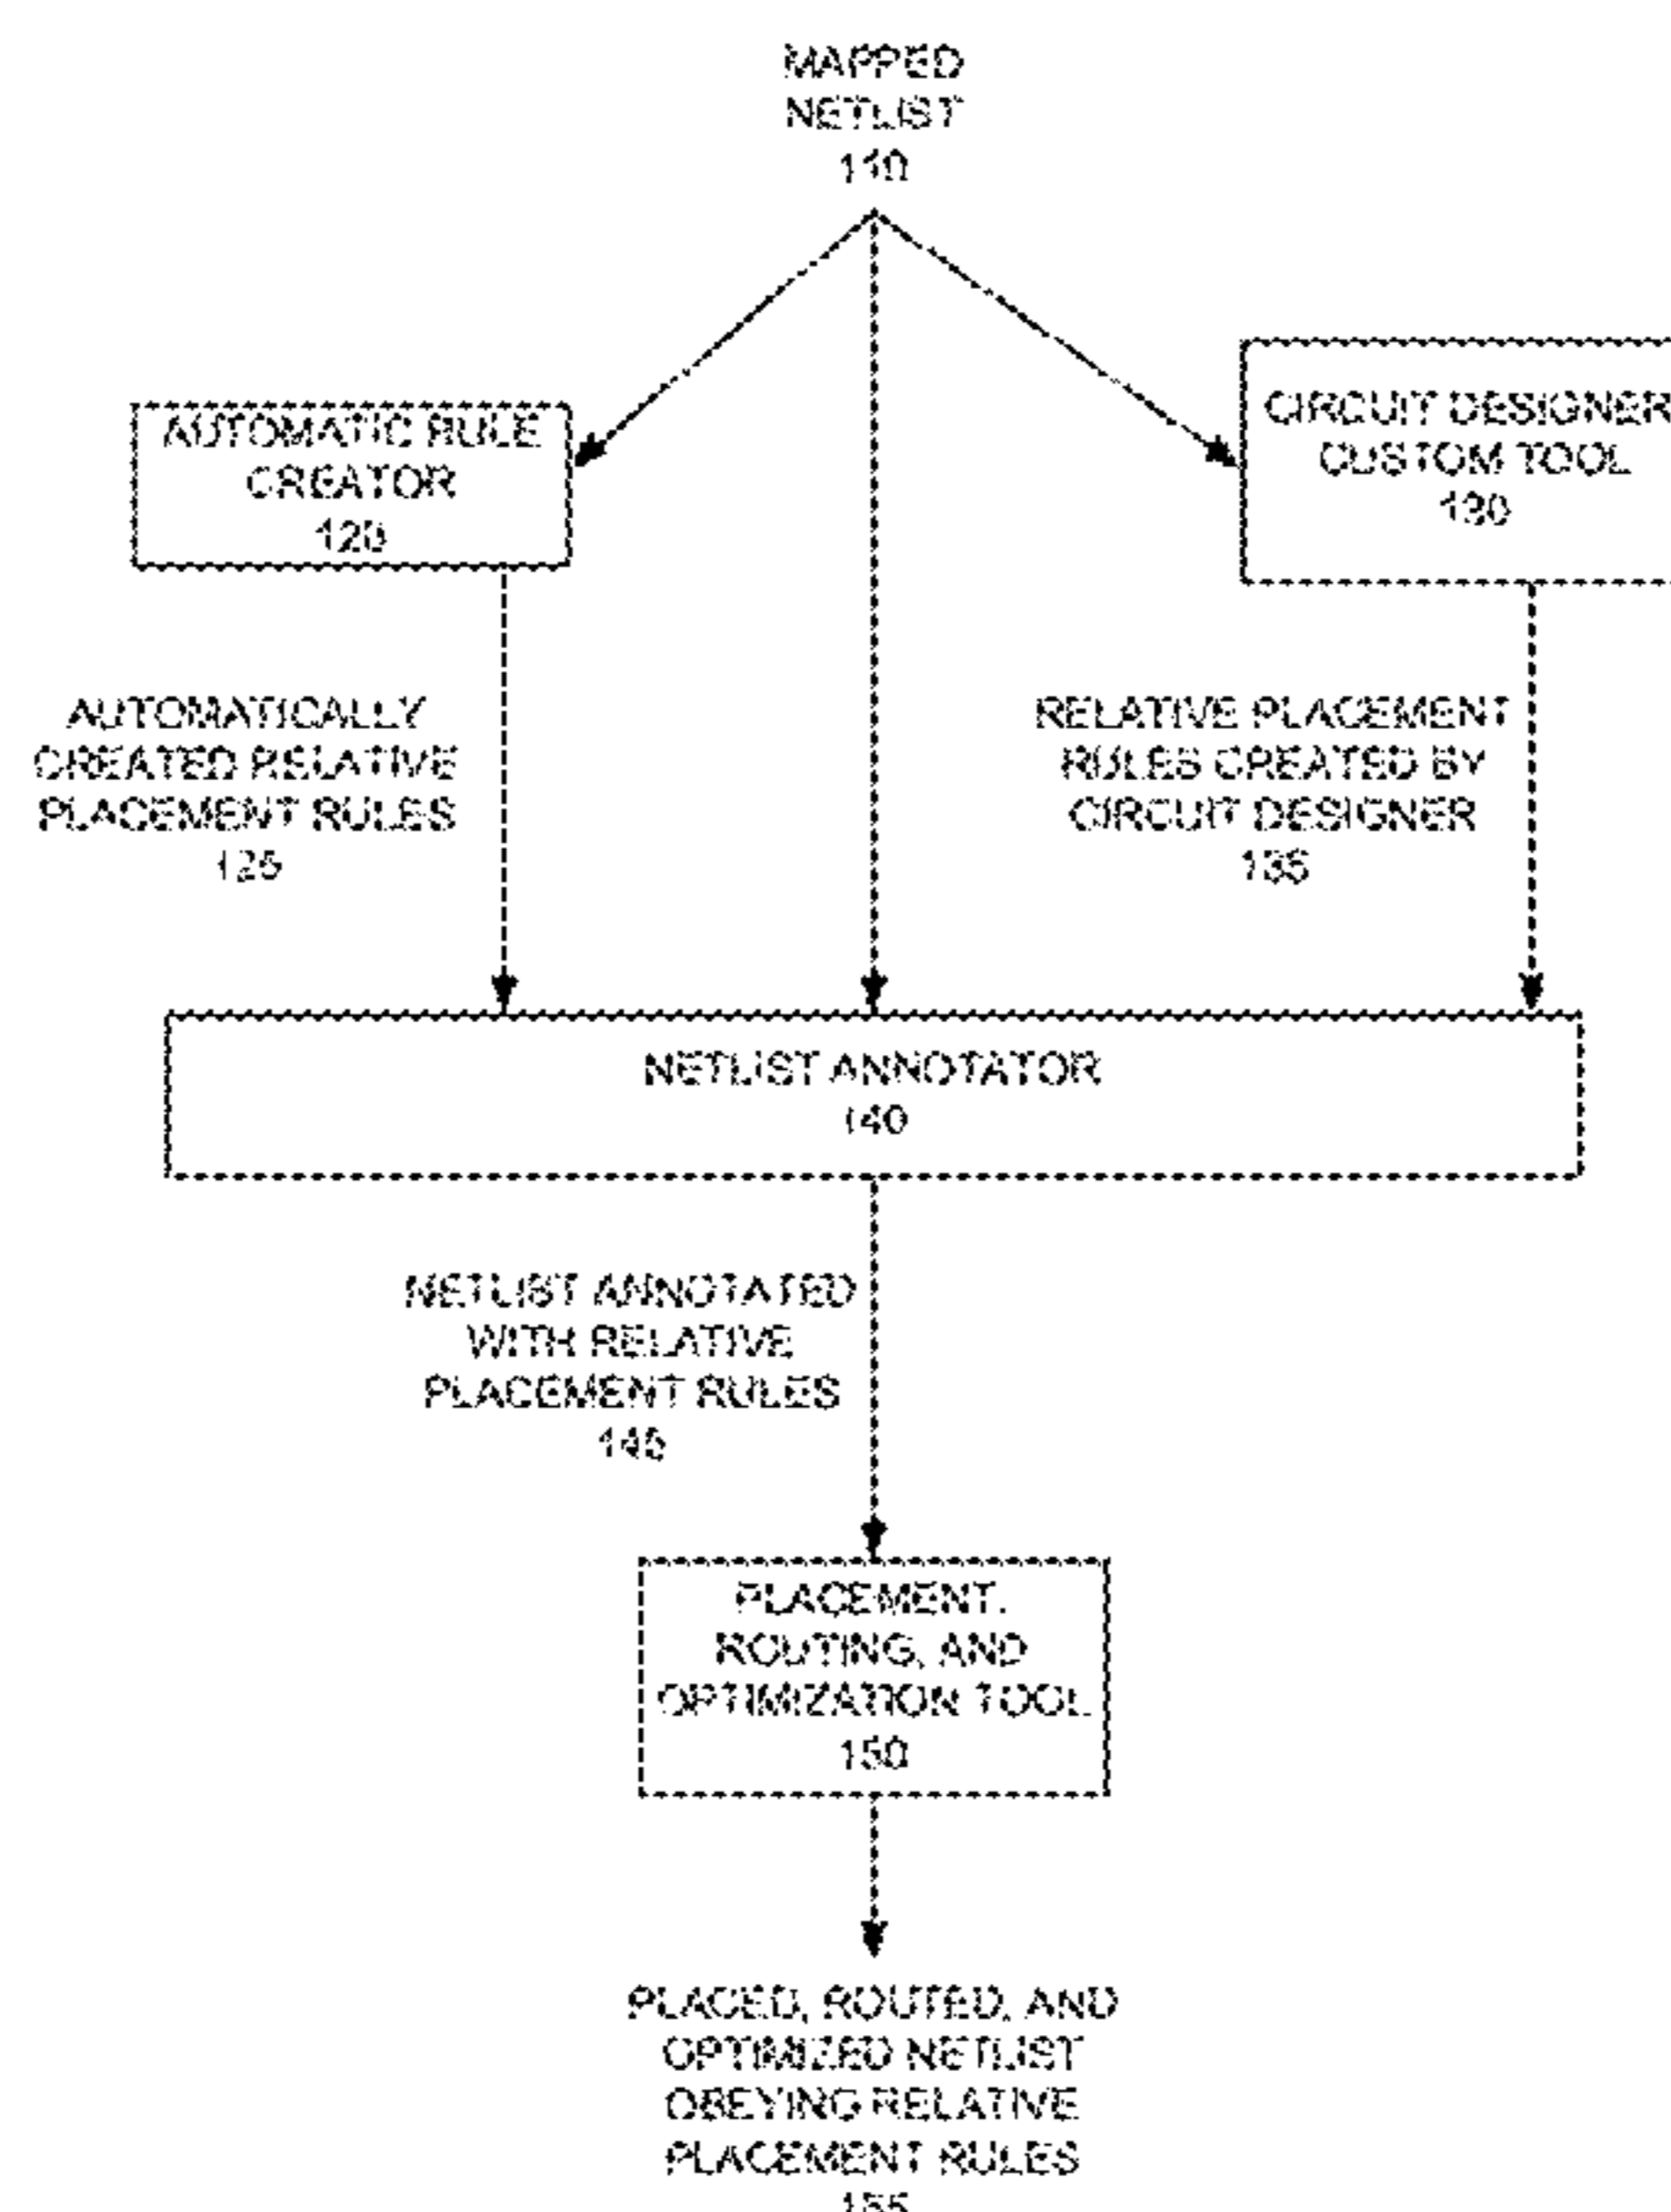 MAPPED
NETLIST
110
AUTOMATIC RULE
CREATOR
120
CIRCUIT DESIGNER
CUSTOM TOOL
130
AUTOMATICALLY
CREATED RELATIVE
PLACEMENT RULES
125
RELATIVE PLACEMENT
RULES CREATED BY
CIRCUIT DESIGNER
135
NETLIST ANNOTATOR
140
NETLIST ANNOTATED
WITH RELATIVE
PLACEMENT RULES
145
PLACEMENT,
ROUTING, AND
OPTIMIZATION TOOL
150
PLACED, ROUTED, AND
OPTIMIZED NETLIST
OBEYING RELATIVE
PLACEMENT RULES
155